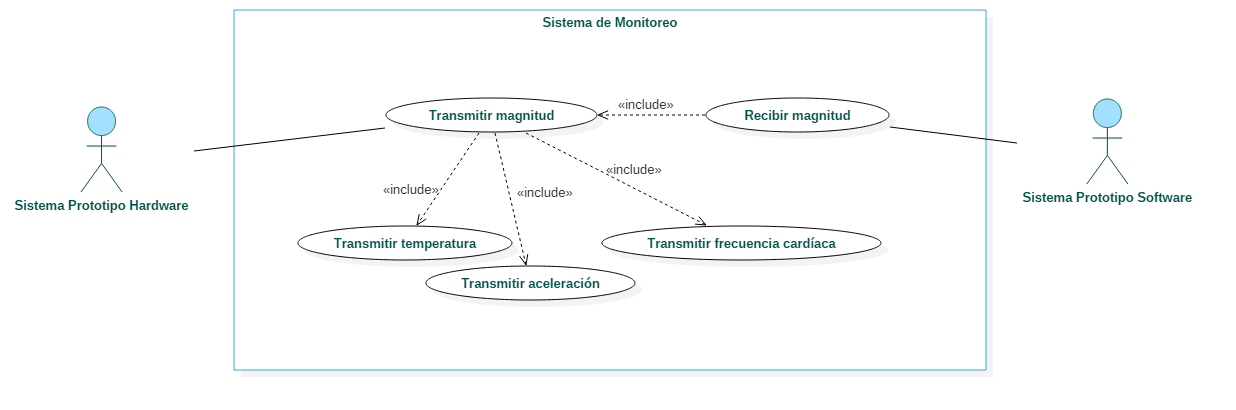 Sistema de Monitoreo
Transmitir magnitud
«include»
Recibir magnitud
«include»
«include»
«include»
Sistema Prototipo Hardware
Sistema Prototipo Software
Transmitir temperatura
Transmitir frecuencia cardíaca
Transmitir aceleración